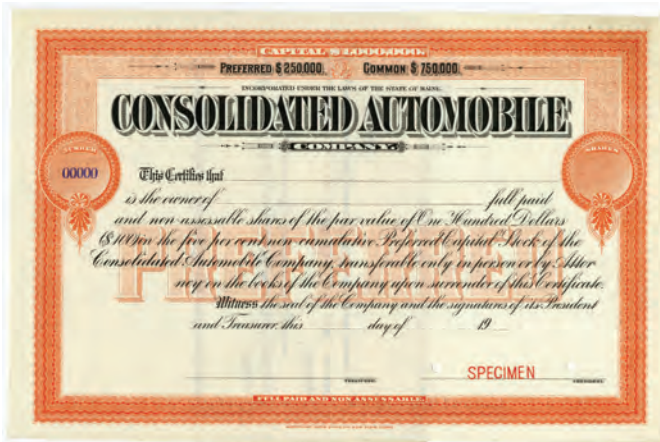 CAPITAL $1,000,000.
PREFERRED $250,000. COMMON $750,000.
INCORPORATED UNDER THE LAWS OF THE STATE OF MAINE.
CONSOLIDATED AUTOMOBILE
COMPANY.
NUMBER
SHARES
00000
This Certifies that
is the owner of full paid
and non-assessable shares of the par value of One Hundred Dollars
($100) on the five per cent non-cumulative Preferred Capital Stock of the
Consolidated Automobile Company, transferable only in person or by Attor-
ney on the books of the Company upon surrender of this Certificate.
Witness the seal of the Company and the signatures of its President
and Treasurer, this day of 19
PREFERRED
SPECIMEN
TREASURER. PRESIDENT.
FULL PAID AND NON ASSESSABLE.